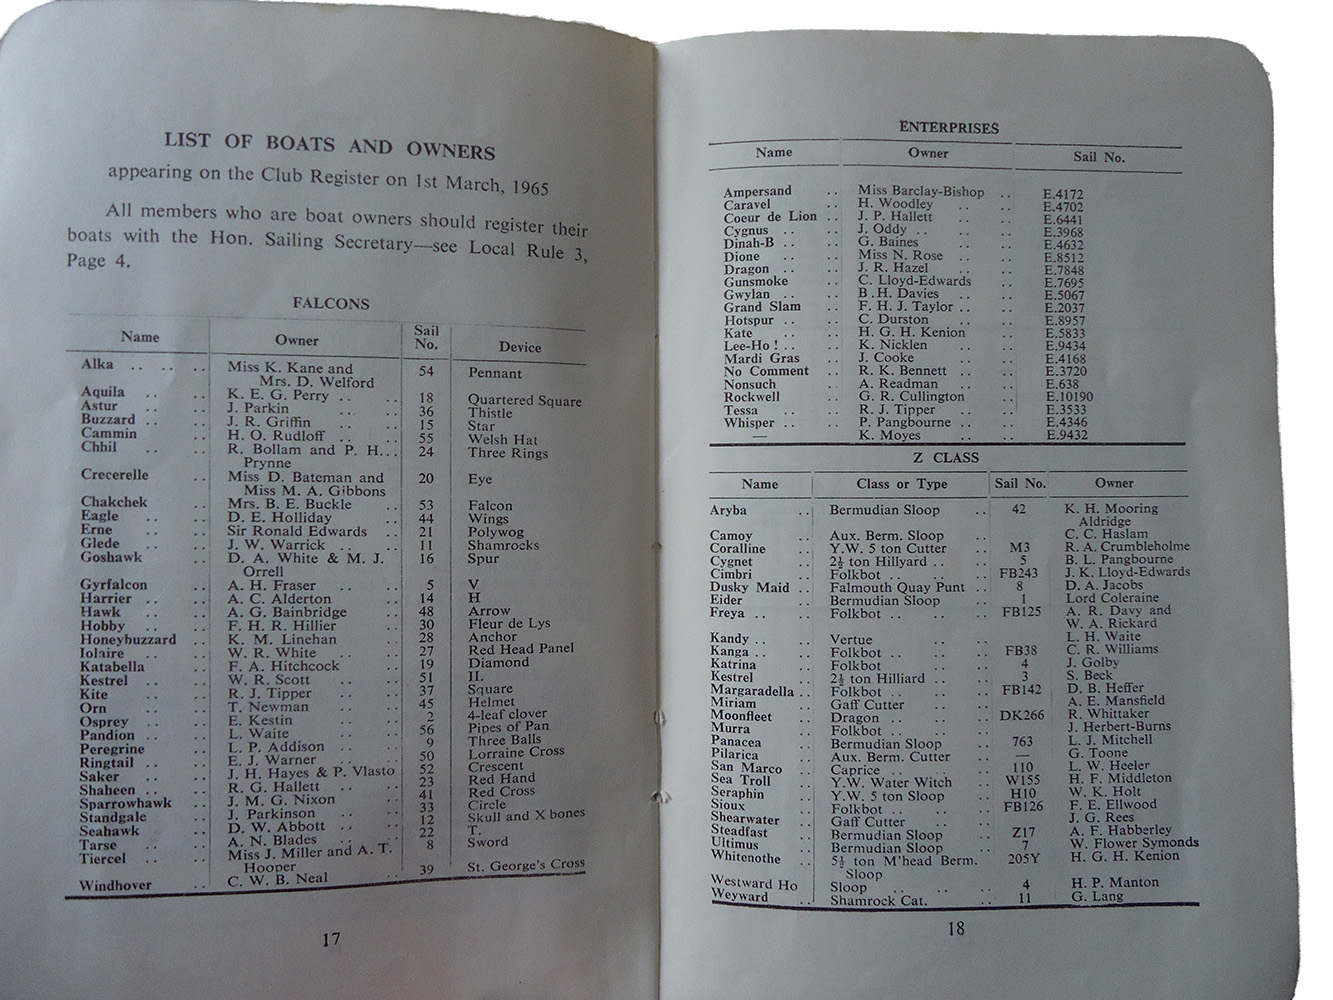 LIST OF BOATS AND OWNERS
appearing on the Club Register on 1st March, 1965
All members who are boat owners should register their
boats with the Hon. Sailing Secretary—see Local Rule 3,
Page 4.
FALCONS
Name Owner Sail No. Device
Alka .. .. .. Miss K. Kane and 54 Pennant
Mrs. D. Welford
Aquila .. .. K. E. G. Perry .. .. 18 Quartered Square
Astur .. .. J. Parkin .. .. 36 Thistle
Buzzard .. .. J. R. Griffin .. .. 15 Star
Cammin .. H. O. Rudloff .. .. 55 Welsh Hat
Chhil .. .. R. Bollam and P. H... 24 Three Rings
Prynne
Crecerelle .. Miss D. Bateman and 20 Eye
Miss M. A. Gibbons
Chakchek .. Mrs. B. E. Buckle .. 53 Falcon
Eagle .. .. D. E. Holliday .. 44 Wings
Erne .. .. Sir Ronald Edwards .. 21 Polywog
Glede .. .. J. W. Warrick .. .. 11 Shamrocks
Goshawk .. D. A. White & M. J. 16 Spur
Orrell
Gyrfalcon .. A. H. Fraser .. .. 5 V
Harrier .. .. A. C. Alderton .. 14 H
Hawk .. .. A. G. Bainbridge .. 48 Arrow
Hobby .. .. F. H. R. Hillier .. 30 Fleur de Lys
Honeybuzzard .. K. M. Linehan .. 28 Anchor
Iolaire .. .. W. R. White .. .. 27 Red Head Panel
Katabella .. F. A. Hitchcock .. 19 Diamond
Kestrel .. .. W. R. Scott .. .. 51 II.
Kite .. .. R. J. Tipper .. .. 37 Square
Orn .. .. T. Newman .. .. 45 Helmet
Osprey .. .. E. Kestin .. .. 2 4-leaf clover
Pandion .. .. L. Waite .. .. 56 Pipes of Pan
Peregrine .. L. P. Addison .. .. 9 Three Balls
Ringtail .. .. E. J. Warner .. .. 50 Lorraine Cross
Saker .. .. J. H. Hayes & P. Vlasto 52 Crescent
Shaheen .. .. R. G. Hallett .. .. 23 Red Hand
Sparrowhawk .. J. M. G. Nixon .. 41 Red Cross
Standgale .. J. Parkinson .. .. 33 Circle
Seahawk .. D. W. Abbott .. .. 12 Skull and X bones
Tarse .. .. A. N. Blades .. .. 22 T.
Tiercel .. .. Miss J. Miller and A. T. 8 Sword
Hooper
Windhover .. C. W. B. Neal .. 39 St. George's Cross
17
ENTERPRISES
Name Owner Sail No.
Ampersand .. Miss Barclay-Bishop .. E.4172
Caravel .. H. Woodley .. .. E.4702
Coeur de Lion .. J. P. Hallett .. .. E.6441
Cygnus .. .. J. Oddy .. .. .. E.3968
Dinah-B .. .. G. Baines .. .. E.4632
Dione .. .. Miss N. Rose .. .. E.8512
Dragon .. .. J. R. Hazel .. .. E.7848
Gunsmoke .. C. Lloyd-Edwards .. E.7695
Gwylan .. .. B. H. Davies .. .. E.5067
Grand Slam .. F. H. J. Taylor .. .. E.2037
Hotspur .. .. C. Durston .. .. E.8957
Kate .. .. H. G. H. Kenion .. E.5833
Lee-Ho ! .. .. K. Nicklen .. .. E.9434
Mardi Gras .. J. Cooke .. .. E.4168
No Comment .. R. K. Bennett .. .. E.3720
Nonsuch .. A. Readman .. .. E.638
Rockwell .. G. R. Cullington .. E.10190
Tessa .. .. R. J. Tipper .. .. E.3533
Whisper .. .. P. Pangbourne .. .. E.4346
— K. Moyes .. .. E.9432
Z CLASS
Name Class or Type Sail No. Owner
Aryba .. Bermudian Sloop .. 42 K. H. Mooring
Aldridge
Camoy .. Aux. Berm. Sloop .. C. C. Haslam
Coralline .. Y.W. 5 ton Cutter .. M3 R. A. Crumbleholme
Cygnet .. 2½ ton Hillyard .. .. 5 B. L. Pangbourne
Cimbri .. Folkbot .. .. .. FB243 J. K. Lloyd-Edwards
Dusky Maid .. Falmouth Quay Punt .. 8 D. A. Jacobs
Eider .. Bermudian Sloop .. 1 Lord Coleraine
Freya .. Folkbot .. .. .. FB125 A. R. Davy and
W. A. Rickard
Kandy .. .. Vertue .. .. .. L. H. Waite
Kanga .. .. Folkbot .. .. .. FB38 C. R. Williams
Katrina .. Folkbot .. .. .. 4 J. Golby
Kestrel .. 2½ ton Hilliard .. .. 3 S. Beck
Margaradella .. Folkbot .. .. .. FB142 D. B. Heffer
Miriam .. Gaff Cutter .. .. A. E. Mansfield
Moonfleet .. Dragon .. .. .. DK266 R. Whittaker
Murra .. Folkbot .. .. .. J. Herbert-Burns
Panacea .. Bermudian Sloop .. 763 L. J. Mitchell
Pilarica .. Aux. Berm. Cutter .. — G. Toone
San Marco .. Caprice .. .. .. 110 L. W. Heeler
Sea Troll .. Y.W. Water Witch .. W155 H. F. Middleton
Seraphin .. Y.W. 5 ton Sloop .. H10 W. K. Holt
Sioux .. Folkbot .. .. .. FB126 F. E. Ellwood
Shearwater .. Gaff Cutter .. .. J. G. Rees
Steadfast .. Bermudian Sloop .. Z17 A. F. Habberley
Ultimus .. Bermudian Sloop .. 7 W. Flower Symonds
Whitenothe .. 5½ ton M'head Berm. 205Y H. G. H. Kenion
Sloop
Westward Ho Sloop .. .. .. 4 H. P. Manton
Weyward .. Shamrock Cat. .. 11 G. Lang
18